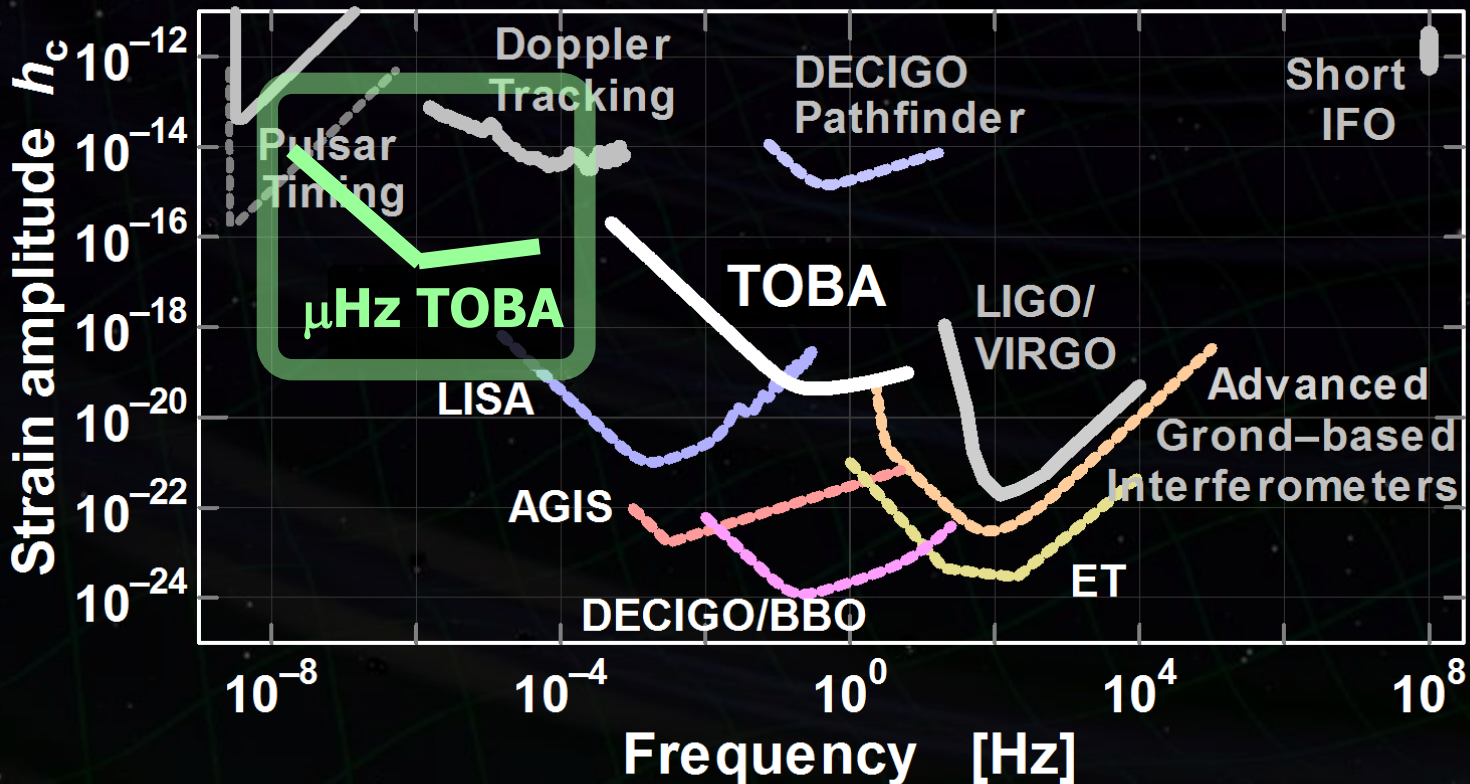 Strain amplitude hc
10^−12
10^−14
10^−16
10^−18
10^−20
10^−22
10^−24
Doppler
Tracking
DECIGO
Pathfinder
Short
IFO
Pulsar
Timing
μHz TOBA
TOBA
LIGO/
VIRGO
LISA
Advanced
Grond–based
Interferometers
AGIS
ET
DECIGO/BBO
10^−8
10^−4
10^0
10^4
10^8
Frequency [Hz]